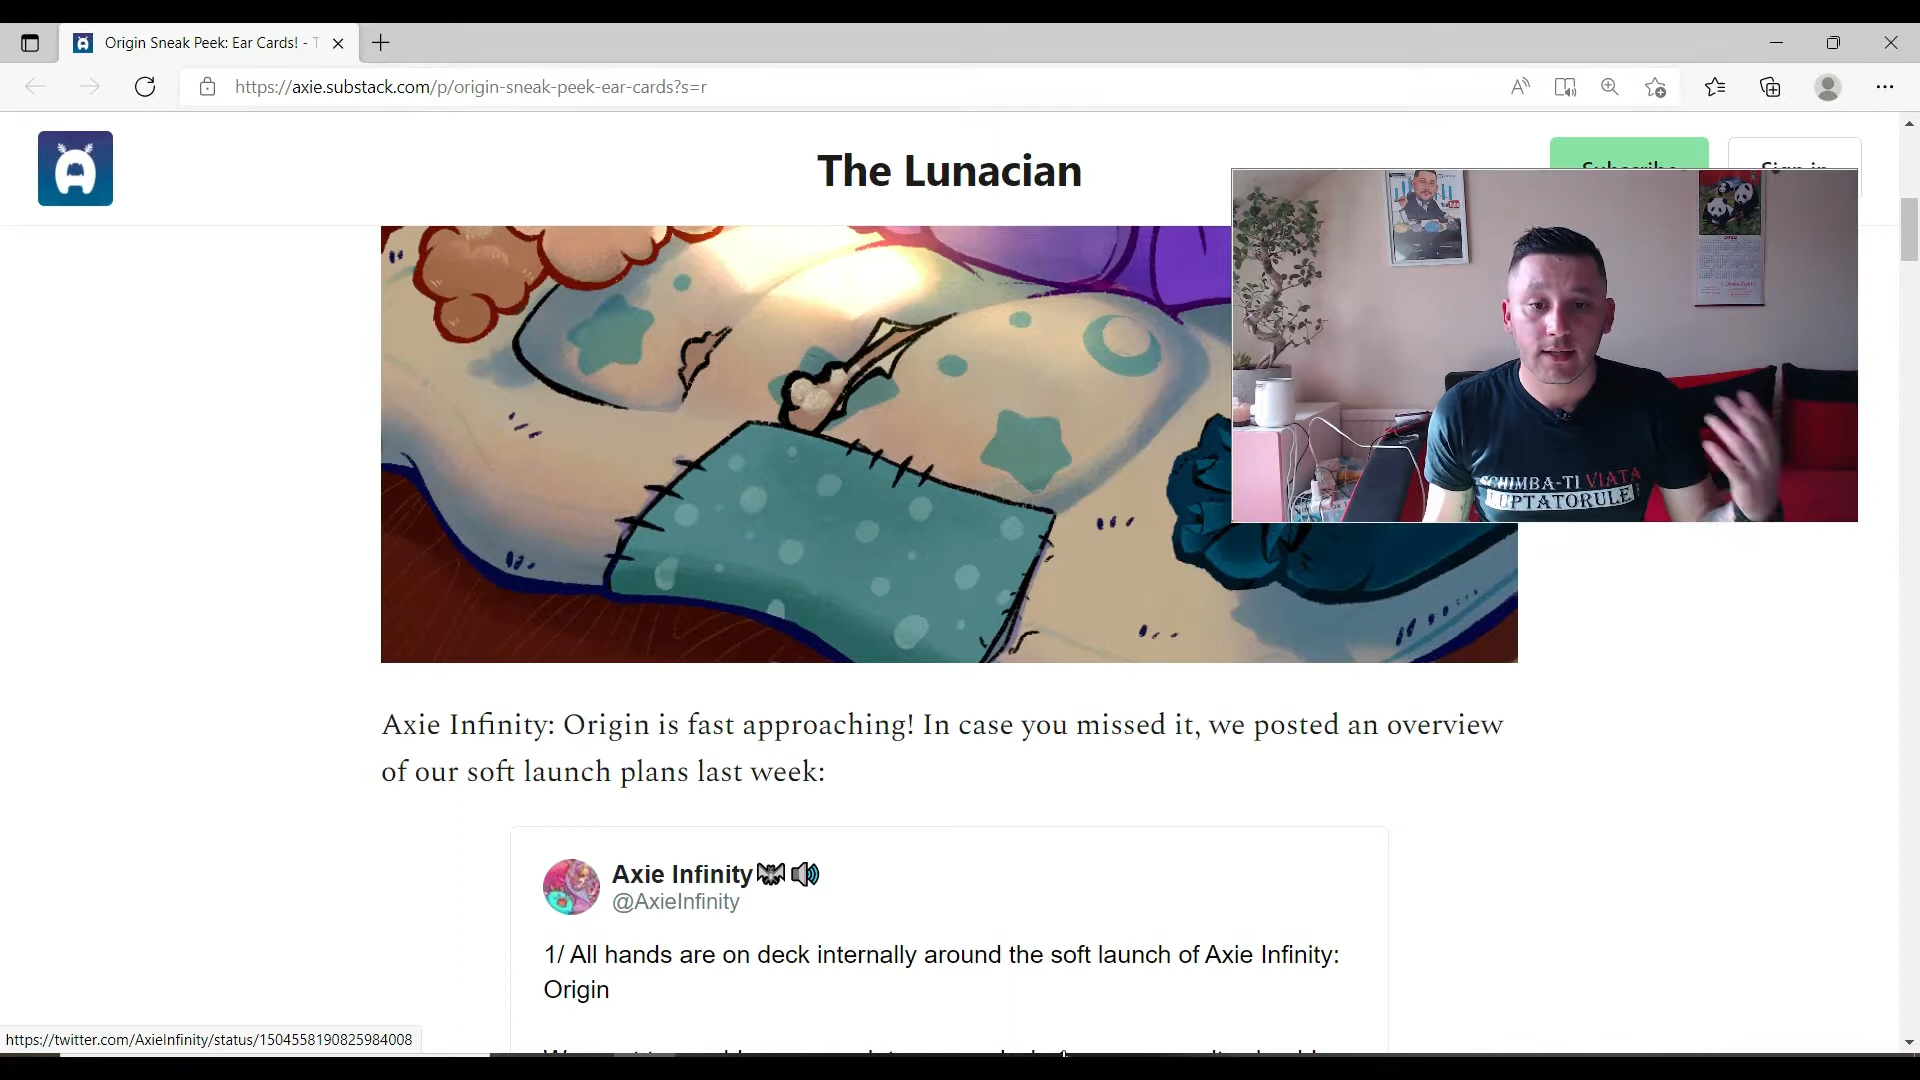 Origin Sneak Peek: Ear Cards! - T
https://axie.substack.com/p/origin-sneak-peek-ear-cards?s=r
The Lunacian
Subscribe
Sign in
SCHIMBA-TI VIATA
LUPTATORULE
Axie Infinity: Origin is fast approaching! In case you missed it, we posted an overview
of our soft launch plans last week:
Axie Infinity🦇🔊
@AxieInfinity
1/ All hands are on deck internally around the soft launch of Axie Infinity:
Origin
https://twitter.com/AxieInfinity/status/1504558190825984008